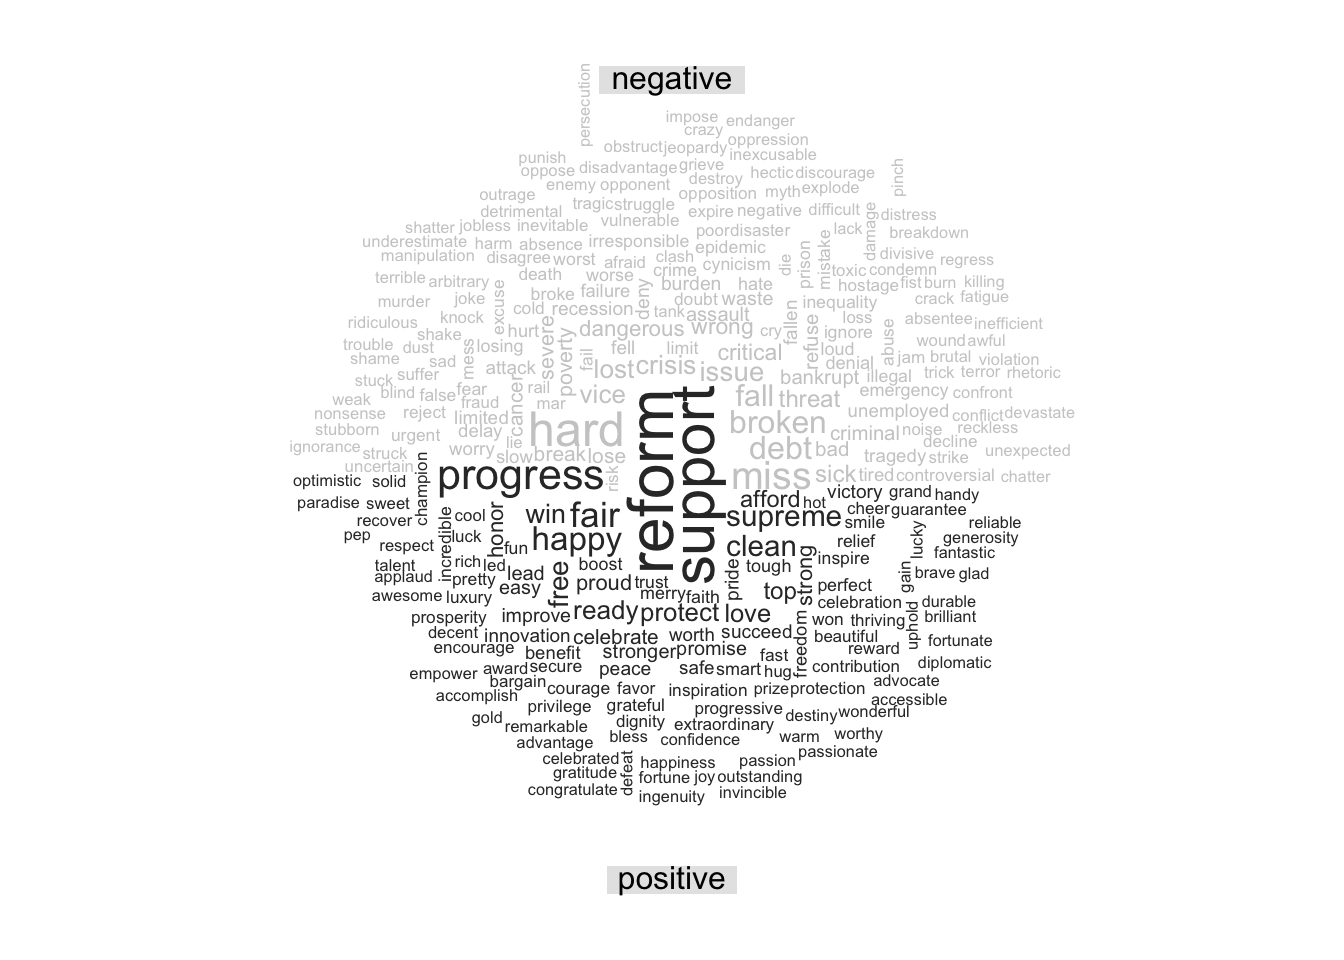 negative
persecution
impose endanger
crazy
oppression
obstruct jeopardy
inexcusable
punish
disadvantage grieve
oppose
hectic discourage
pinch
destroy
enemy opponent
opposition myth explode
outrage
tragic struggle
detrimental
expire negative difficult
damage
distress
vulnerable
shatter jobless inevitable
poor disaster
lack
breakdown
underestimate harm absence irresponsible epidemic
mistake
manipulation
disagree worst
clash
prison
divisive
afraid
cynicism
die
regress
terrible arbitrary
death
worse
crime
toxic condemn
burden hate
hostage fist burn killing
deny
murder
joke
excuse
broke failure
doubt waste
inequality
crack fatigue
cold recession
tank assault
fallen
loss
absentee inefficient
ridiculous
knock
hurt
severe
dangerous wrong cry
refuse
ignore
abuse
shake
wound awful
trouble dust
mess
losing
poverty
fail
fell
limit
critical
loud
denial
jam brutal violation
shame
sad
attack
lost crisis issue
bankrupt illegal
trick terror rhetoric
stuck suffer
cancer
rail
vice
fall threat
emergency confront
blind false fear
weak
fraud
mar
unemployed conflict devastate
nonsense
reject
limited
hard
broken
criminal noise reckless
stubborn
urgent
delay
lie
debt bad
decline
ignorance
worry
slow break lose
tragedy strike
unexpected
struck
uncertain
risk
miss sick tired controversial chatter
reform
support
optimistic solid
champion
progress
afford hot
victory grand handy
paradise sweet
cheer guarantee
recover
cool
honor
win fair
supreme smile
reliable
pep
incredible
luck
happy
clean
relief
lucky
generosity
respect
fun
inspire
fantastic
talent
rich led
boost
pride
tough
strong
gain
brave glad
applaud
pretty
lead
free
proud trust
perfect
awesome luxury
easy
merry faith
top
celebration
uphold
durable
prosperity
improve
ready protect love
freedom
won thriving
brilliant
decent
innovation celebrate worth succeed
beautiful
fortunate
encourage
benefit
stronger promise
fast
reward
empower award secure
peace
safe smart hug
contribution
diplomatic
bargain
advocate
accomplish
courage favor inspiration prize protection
accessible
privilege grateful
progressive
destiny wonderful
gold
remarkable
dignity extraordinary
advantage
bless
confidence
warm worthy
passionate
celebrated
defeat
happiness
passion
gratitude
fortune joy outstanding
congratulate
ingenuity
invincible
positive